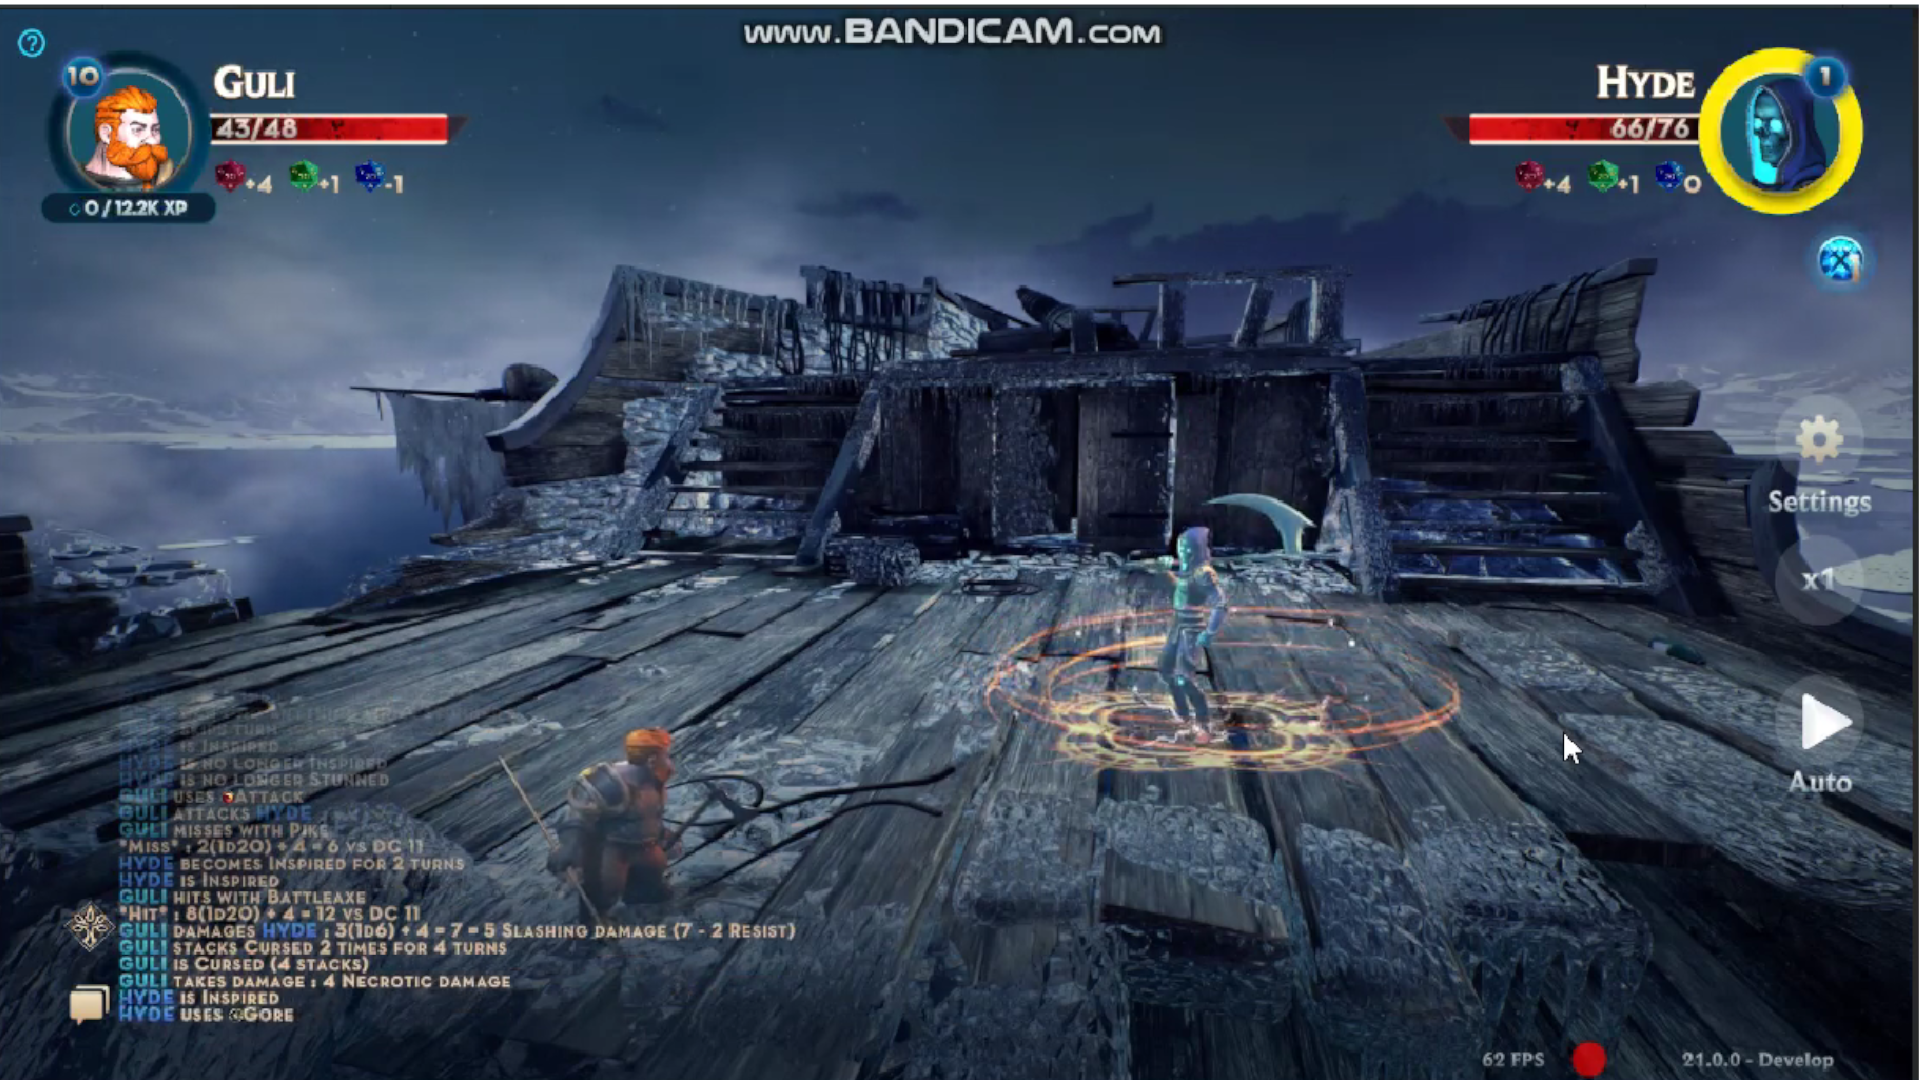 www.BANDICAM.com
10
GULI
43/48
+4 +1 -1
0 / 12.2K XP
HYDE
1
66/76
+4 +1 0
Settings
x1
Auto
IS INSPIRED
HYDE IS NO LONGER INSPIRED
HYDE IS NO LONGER STUNNED
GULI USES ATTACK
GULI ATTACKS HYDE
GULI MISSES WITH PIKE
*MISS* : 2(1D20) + 4 = 6 VS DC 11
HYDE BECOMES INSPIRED FOR 2 TURNS
HYDE IS INSPIRED
GULI HITS WITH BATTLEAXE
*HIT* : 8(1D20) + 4 = 12 VS DC 11
GULI DAMAGES HYDE : 3(1D6) + 4 = 7 = 5 SLASHING DAMAGE (7 - 2 RESIST)
GULI STACKS CURSED 2 TIMES FOR 4 TURNS
GULI IS CURSED (4 STACKS)
GULI TAKES DAMAGE : 4 NECROTIC DAMAGE
HYDE IS INSPIRED
HYDE USES GORE
62 FPS
21.0.0 - Develop